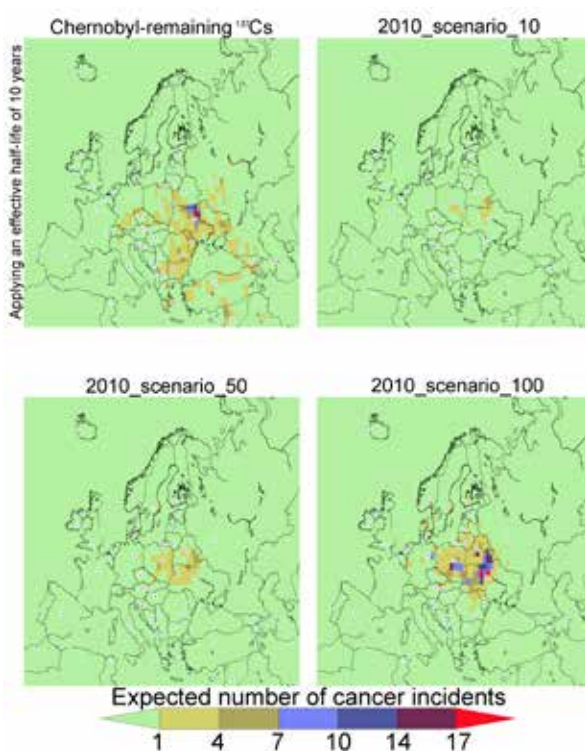 Chernobyl-remaining ¹³⁷Cs
2010_scenario_10
Applying an effective half-life of 10 years
2010_scenario_50
2010_scenario_100
Expected number of cancer incidents
1 4 7 10 14 17